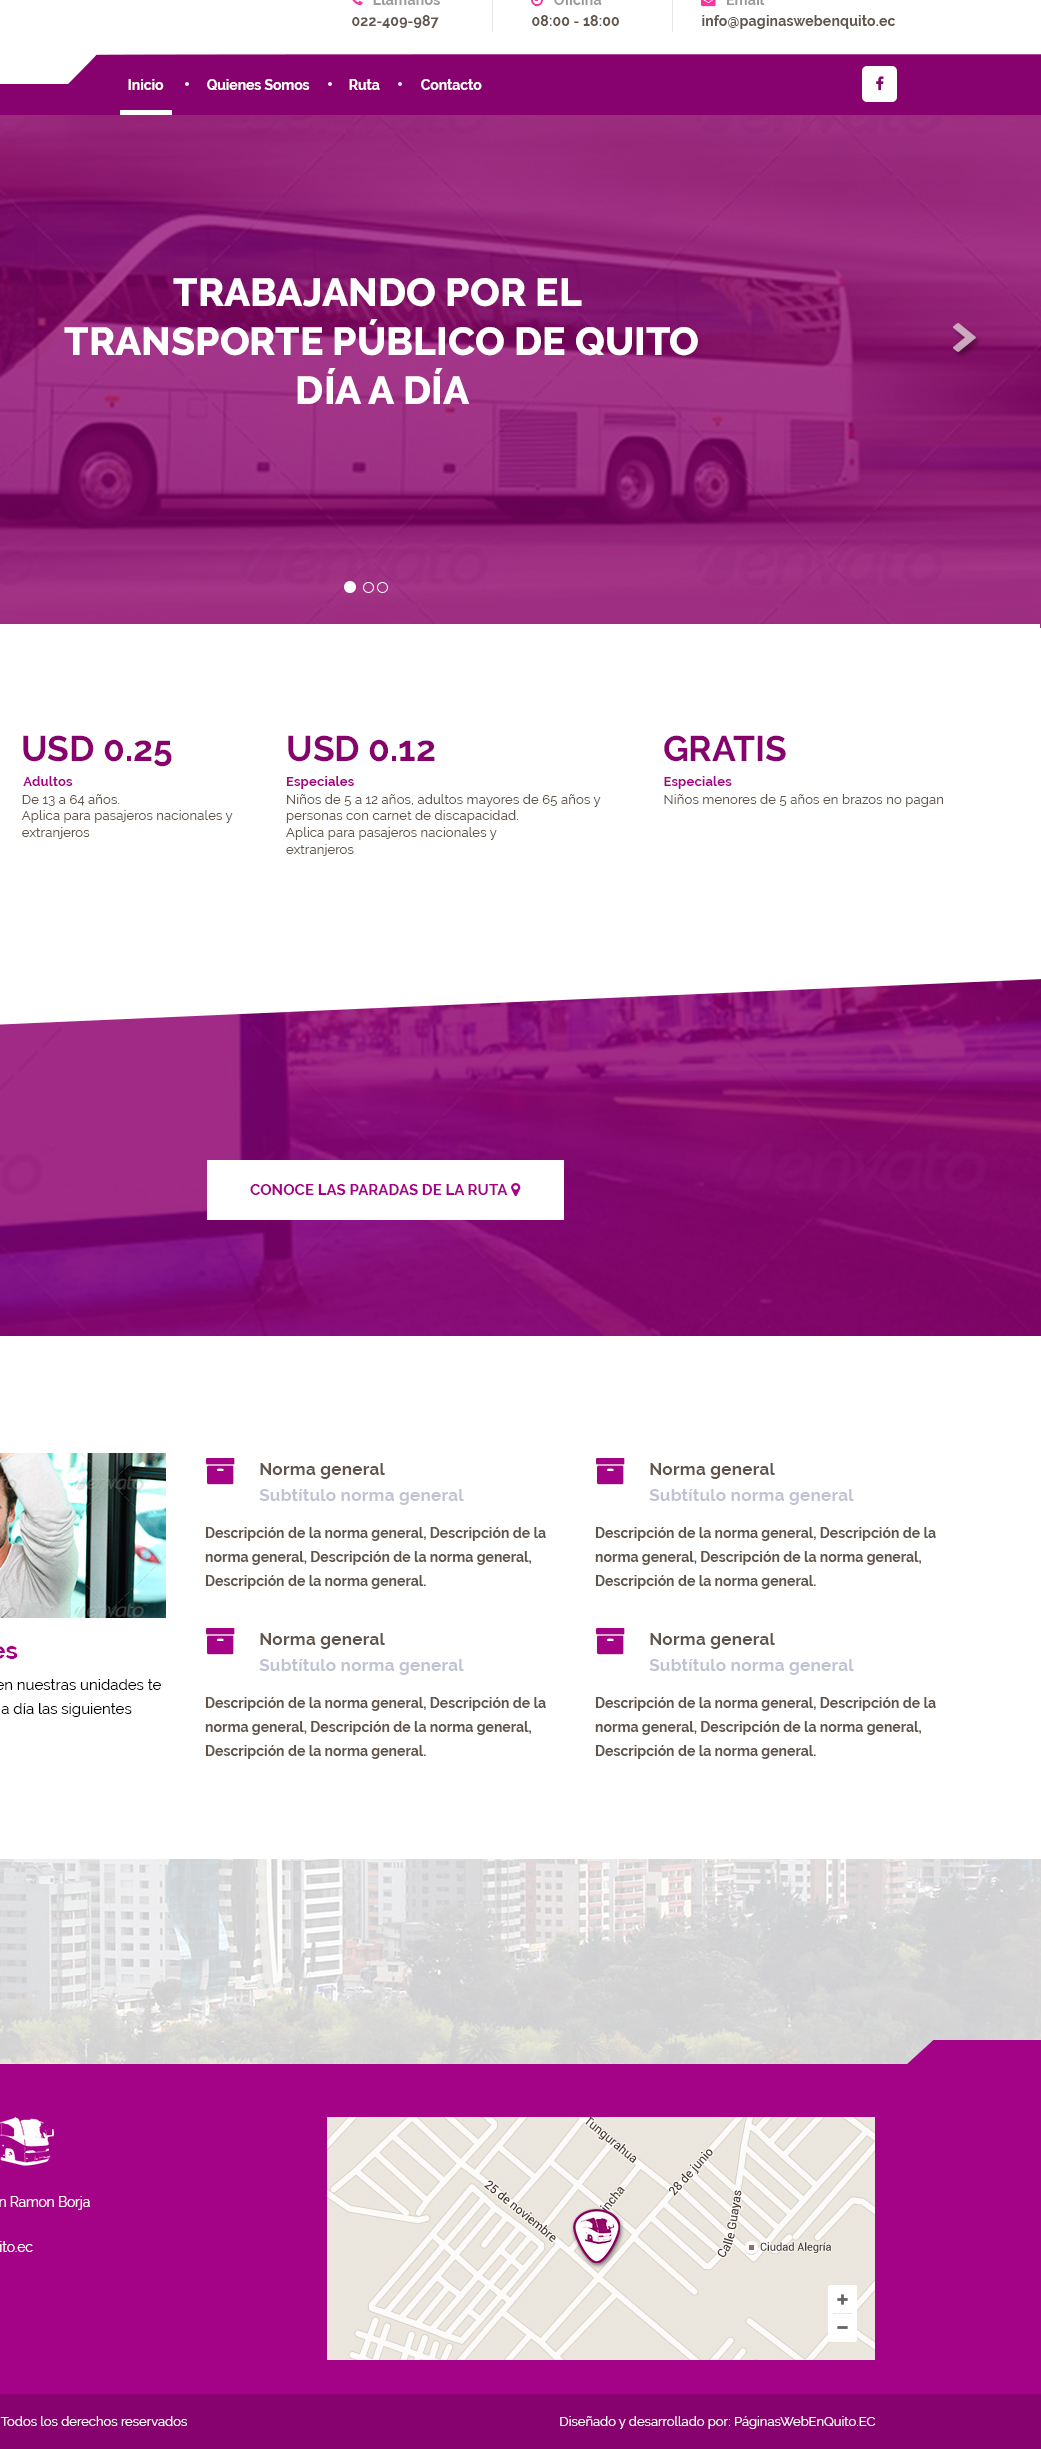 Llámanos
Oficina
Email
022-409-987
08:00 - 18:00
info@paginaswebenquito.ec
Inicio • Quienes Somos • Ruta • Contacto
TRABAJANDO POR EL
TRANSPORTE PÚBLICO DE QUITO
DÍA A DÍA
envato
envato
USD 0.25
Adultos
De 13 a 64 años.
Aplica para pasajeros nacionales y
extranjeros
USD 0.12
Especiales
Niños de 5 a 12 años, adultos mayores de 65 años y
personas con carnet de discapacidad.
Aplica para pasajeros nacionales y
extranjeros
GRATIS
Especiales
Niños menores de 5 años en brazos no pagan
envato
CONOCE LAS PARADAS DE LA RUTA
envato
envato
es
en nuestras unidades te
a día las siguientes
Norma general
Subtítulo norma general
Descripción de la norma general, Descripción de la
norma general, Descripción de la norma general,
Descripción de la norma general.
Norma general
Subtítulo norma general
Descripción de la norma general, Descripción de la
norma general, Descripción de la norma general,
Descripción de la norma general.
Norma general
Subtítulo norma general
Descripción de la norma general, Descripción de la
norma general, Descripción de la norma general,
Descripción de la norma general.
Norma general
Subtítulo norma general
Descripción de la norma general, Descripción de la
norma general, Descripción de la norma general,
Descripción de la norma general.
n Ramon Borja
ito.ec
Tungurahua
28 de junio
25 de noviembre
incha
Calle Guayas
Ciudad Alegría
Todos los derechos reservados
Diseñado y desarrollado por: PáginasWebEnQuito.EC